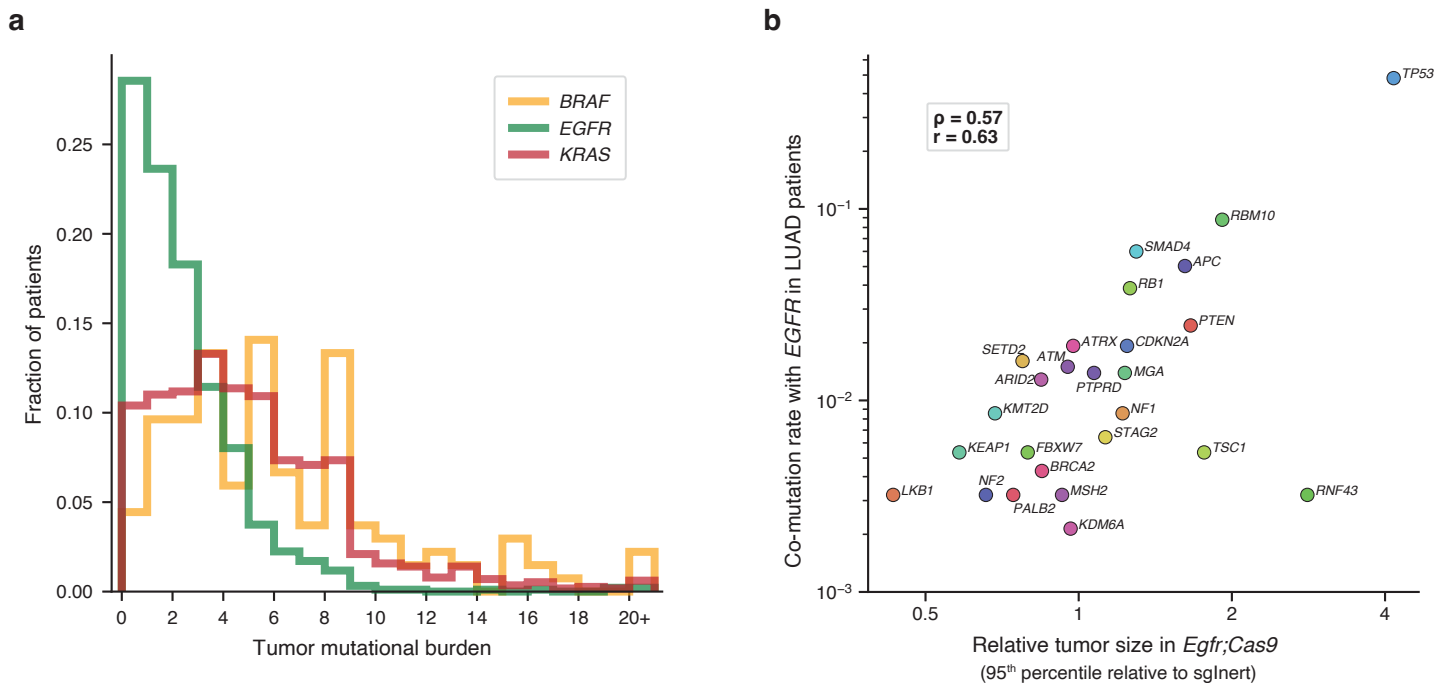 a
Fraction of patients
0.25
0.20
0.15
0.10
0.05
0.00
BRAF
EGFR
KRAS
0 2 4 6 8 10 12 14 16 18 20+
Tumor mutational burden
b
Co-mutation rate with EGFR in LUAD patients
10⁻¹
10⁻²
10⁻³
ρ = 0.57
r = 0.63
TP53
RBM10
SMAD4
APC
RB1
PTEN
ATRX
CDKN2A
SETD2
ATM
ARID2
PTPRD
MGA
KMT2D
NF1
STAG2
KEAP1
FBXW7
TSC1
BRCA2
LKB1
NF2
PALB2
MSH2
RNF43
KDM6A
0.5 1 2 4
Relative tumor size in Egfr;Cas9
(95ᵗʰ percentile relative to sgInert)